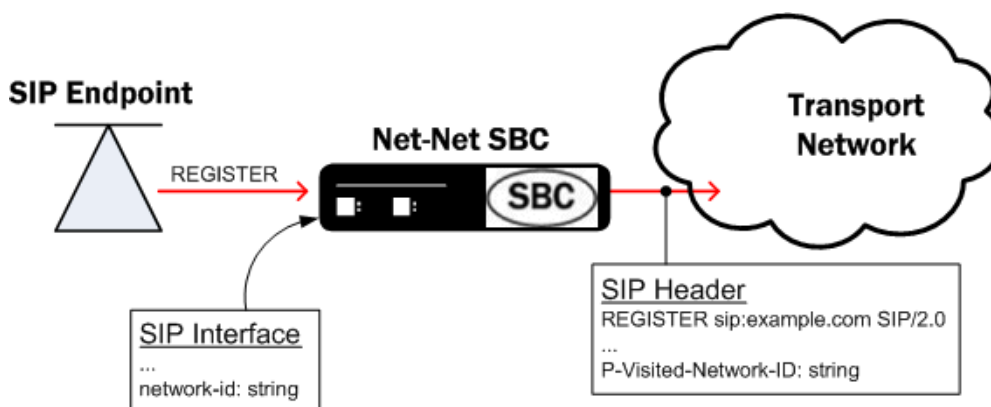 SIP Endpoint
REGISTER
Net-Net SBC
SBC
Transport
Network
SIP Interface
...
network-id: string
SIP Header
REGISTER sip:example.com SIP/2.0
...
P-Visited-Network-ID: string